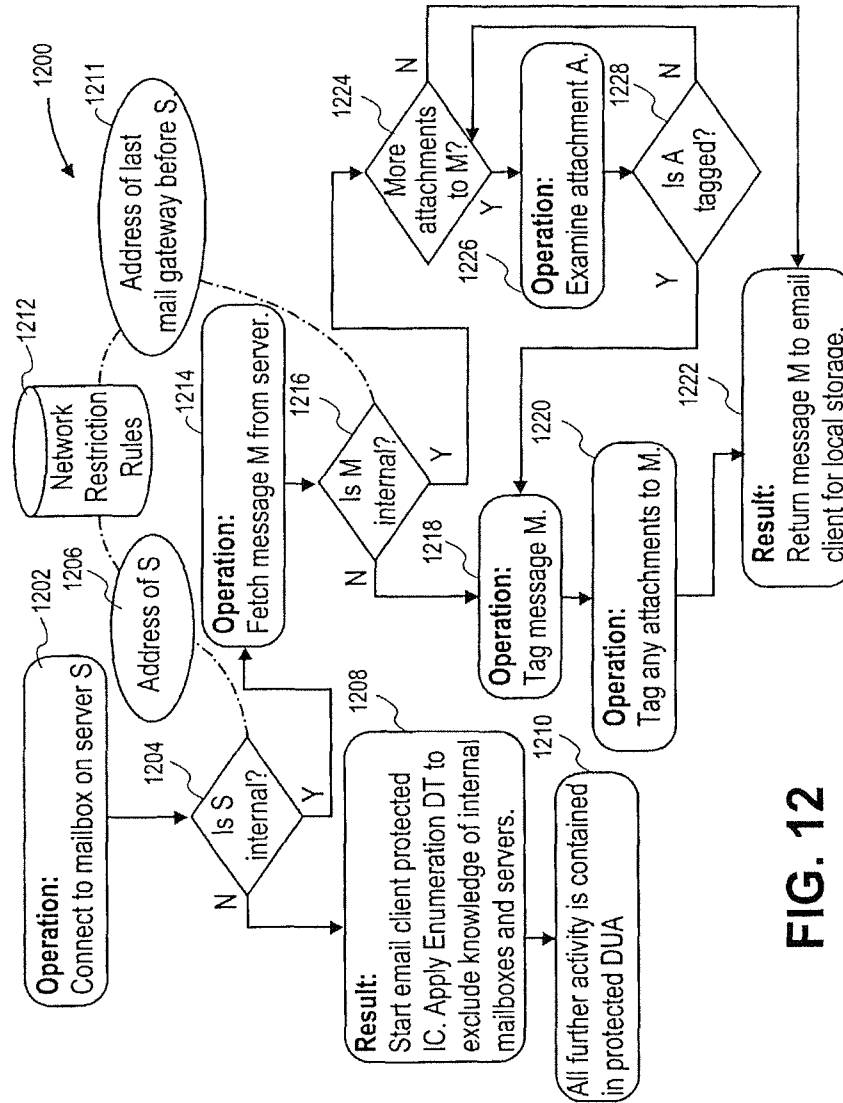 1200
1202
Operation:
Connect to mailbox on server S
1204
Is S
internal?
N
Y
1206
Address of S
1212
Network
Restriction
Rules
1211
Address of last
mail gateway before S.
1208
Result:
Start email client protected
IC. Apply Enumeration DT to
exclude knowledge of internal
mailboxes and servers.
1210
All further activity is contained
in protected DUA
1214
Operation:
Fetch message M from server.
1216
Is M
internal?
N
Y
1218
Operation:
Tag message M.
1220
Operation:
Tag any attachments to M.
1222
Result:
Return message M to email
client for local storage.
1224
More
attachments
to M?
N
Y
1226
Operation:
Examine attachment A.
1228
Is A
tagged?
N
Y
FIG. 12